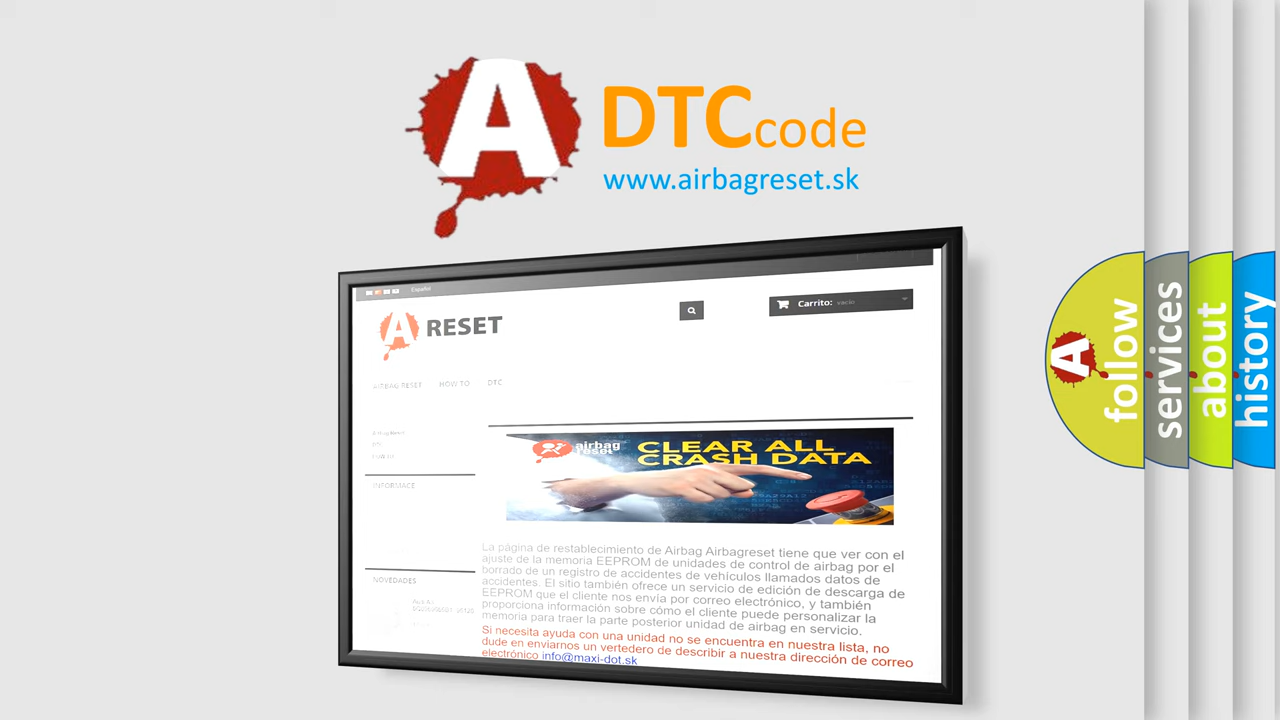 A
DTCcode
www.airbagreset.sk
Español
A RESET
Carrito: vacío
AIRBAG RESET HOW TO DTC
INFORMACE
NOVEDADES
airbag
reset
CLEAR ALL
CRASH DATA
La página de restablecimiento de Airbag Airbagreset tiene que ver con el
ajuste de la memoria EEPROM de unidades de control de airbag por el
borrado de un registro de accidentes de vehículos llamados datos de
accidentes. El sitio también ofrece un servicio de edición de descarga de
EEPROM que el cliente nos envía por correo electrónico, y también
proporciona información sobre cómo el cliente puede personalizar la
memoria para traer la parte posterior unidad de airbag en servicio.
Si necesita ayuda con una unidad no se encuentra en nuestra lista, no
dude en enviarnos un vertedero de describir a nuestra dirección de correo
electrónico info@maxi-dot.sk
A
follow
services
about
history